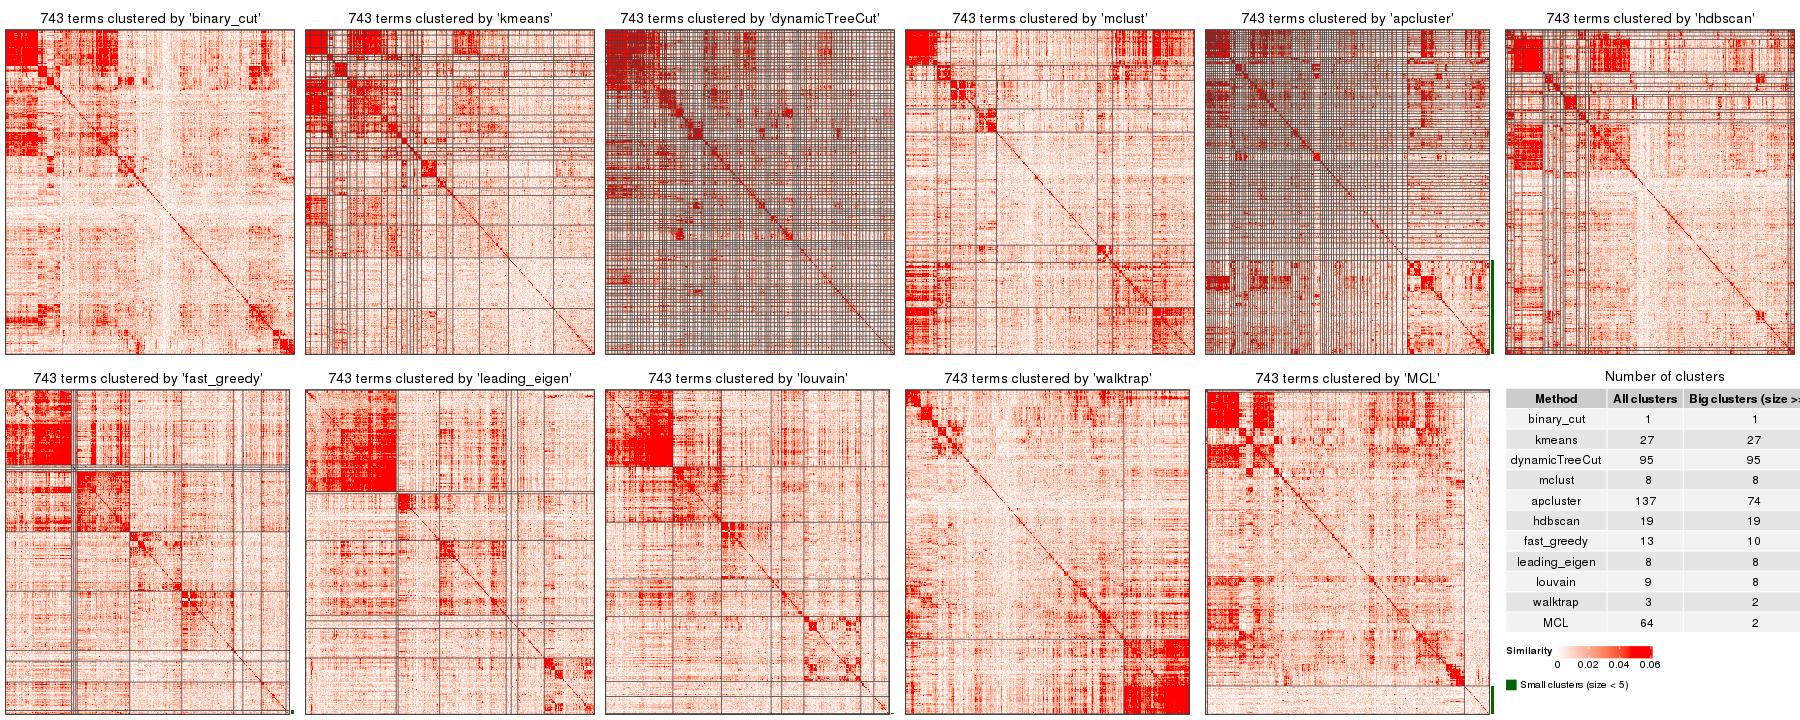 743 terms clustered by 'binary_cut'
743 terms clustered by 'kmeans'
743 terms clustered by 'dynamicTreeCut'
743 terms clustered by 'mclust'
743 terms clustered by 'apcluster'
743 terms clustered by 'hdbscan'
743 terms clustered by 'fast_greedy'
743 terms clustered by 'leading_eigen'
743 terms clustered by 'louvain'
743 terms clustered by 'walktrap'
743 terms clustered by 'MCL'
Number of clusters
Method All clusters Big clusters (size >
binary_cut 1 1
kmeans 27 27
dynamicTreeCut 95 95
mclust 8 8
apcluster 137 74
hdbscan 19 19
fast_greedy 13 10
leading_eigen 8 8
louvain 9 8
walktrap 3 2
MCL 64 2
Similarity
0 0.02 0.04 0.06
Small clusters (size < 5)